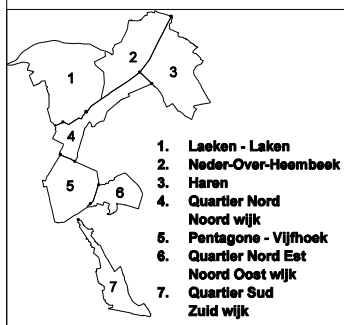 1
2
3
4
5
6
7
1. Laeken - Laken
2. Neder-Over-Heembeek
3. Haren
4. Quartier Nord
Noord wijk
5. Pentagone - Vijfhoek
6. Quartier Nord Est
Noord Oost wijk
7. Quartier Sud
Zuid wijk